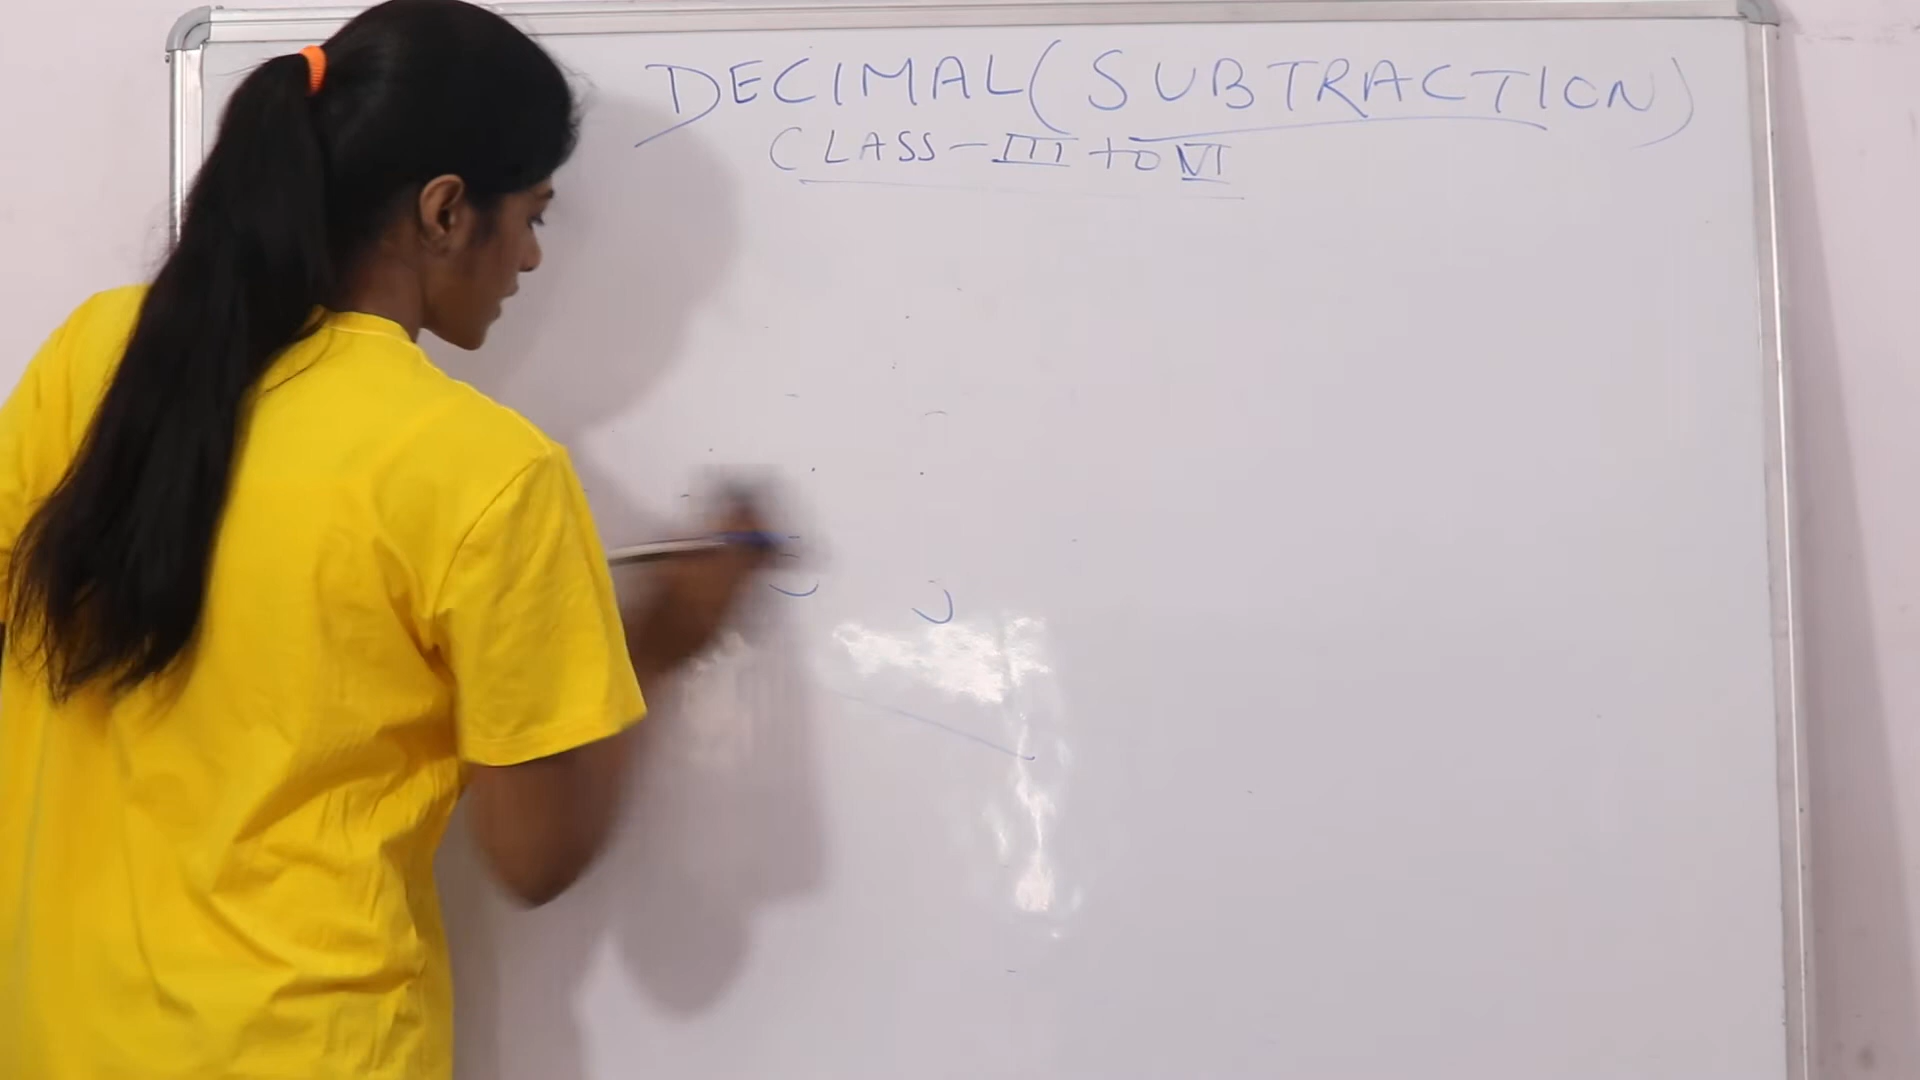 DECIMAL (SUBTRACTION)
CLASS - III to VI